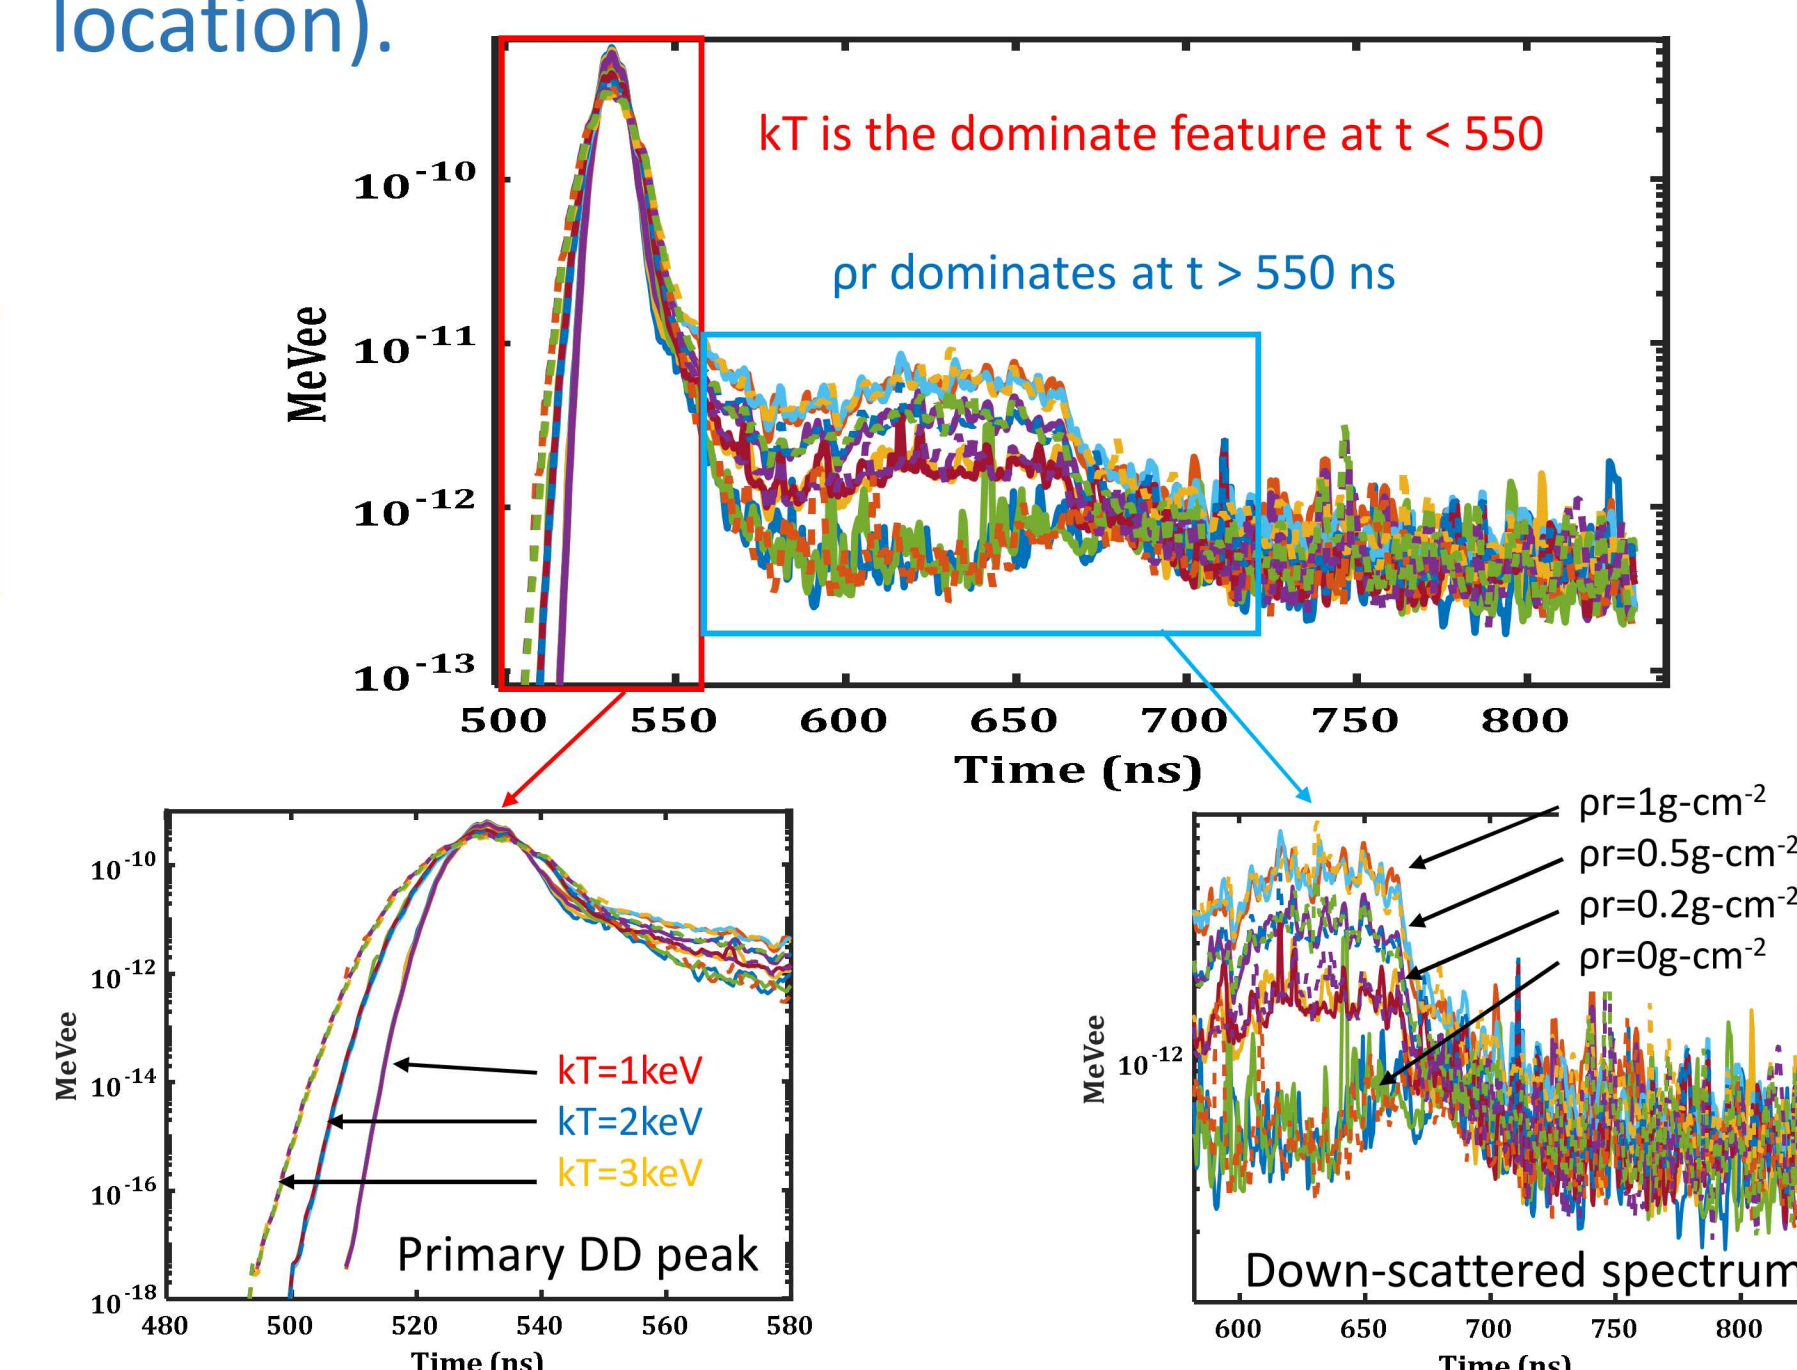 location).
kT is the dominate feature at t < 550
ρr dominates at t > 550 ns
MeVee
10-10
10-11
10-12
10-13
500 550 600 650 700 750 800
Time (ns)
MeVee
10-10
10-12
10-14
10-16
10-18
kT=1keV
kT=2keV
kT=3keV
Primary DD peak
480 500 520 540 560 580
Time (ns)
ρr=1g-cm-2
ρr=0.5g-cm-2
ρr=0.2g-cm-2
ρr=0g-cm-2
MeVee
10-12
Down-scattered spectrum
600 650 700 750 800
Time (ns)